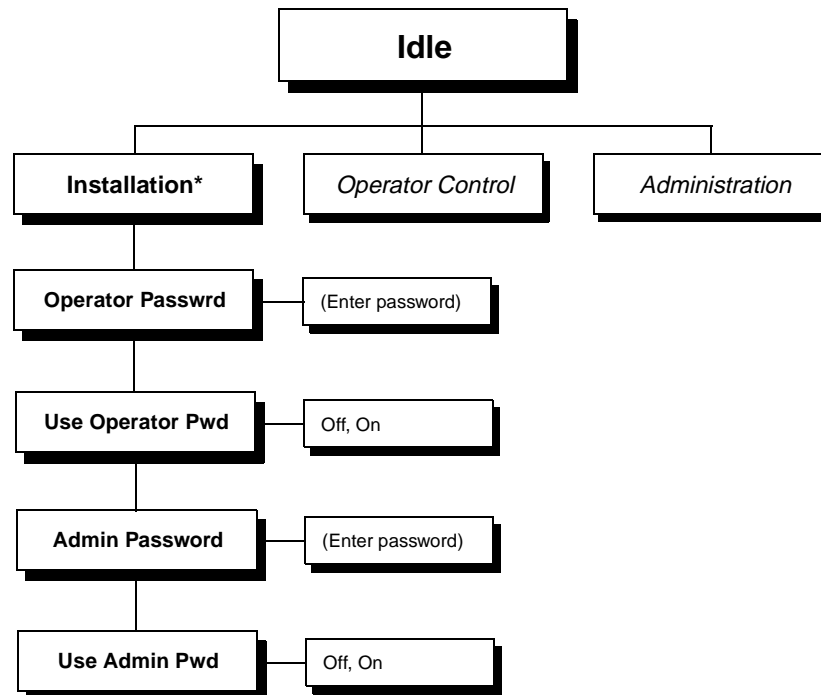 Idle
Installation*
Operator Control
Administration
Operator Passwrd
(Enter password)
Use Operator Pwd
Off, On
Admin Password
(Enter password)
Use Admin Pwd
Off, On